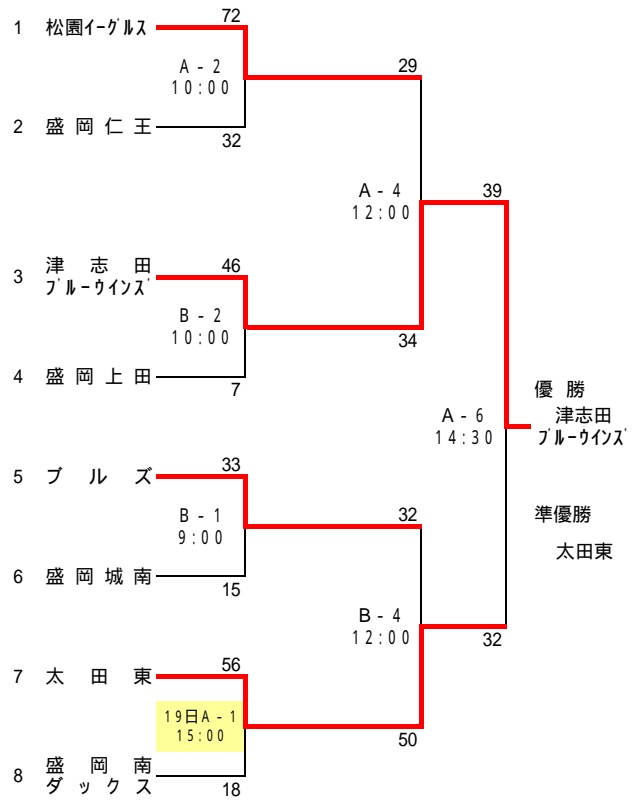 72
1 松園ｲｰｸﾞﾙｽ
29
A - 2
10:00
2 盛岡仁王
32
39
A - 4
12:00
津志田
46
3
ﾌﾞﾙｰｳｲﾝｽﾞ
B - 2
10:00
34
4 盛岡上田
7
優勝
津志田
A - 6
14:30
ﾌﾞﾙｰｳｲﾝｽﾞ
33
5 ブルズ
32
B - 1
9:00
準優勝
太田東
6 盛岡城南
15
B - 4
12:00
32
56
7 太田東
19日A - 1
15:00
50
盛岡南
8
ダックス
18